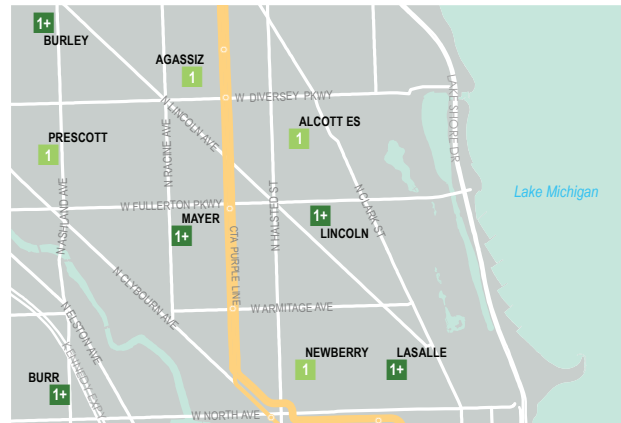 1+
BURLEY
AGASSIZ
1
W DIVERSEY PKWY
N LINCOLN AVE
LAKE SHORE DR
ALCOTT ES
1
PRESCOTT
1
N RACINE AVE
N ASHLAND AVE
W FULLERTON PKWY
MAYER
1+
N HALSTED ST
1+
LINCOLN
N CLARK ST
Lake Michigan
CTA PURPLE LINE
N CLYBOURN AVE
W ARMITAGE AVE
N ELSTON AVE
KENNEDY EXPY
NEWBERRY
1
LASALLE
1+
BURR
1+
W NORTH AVE